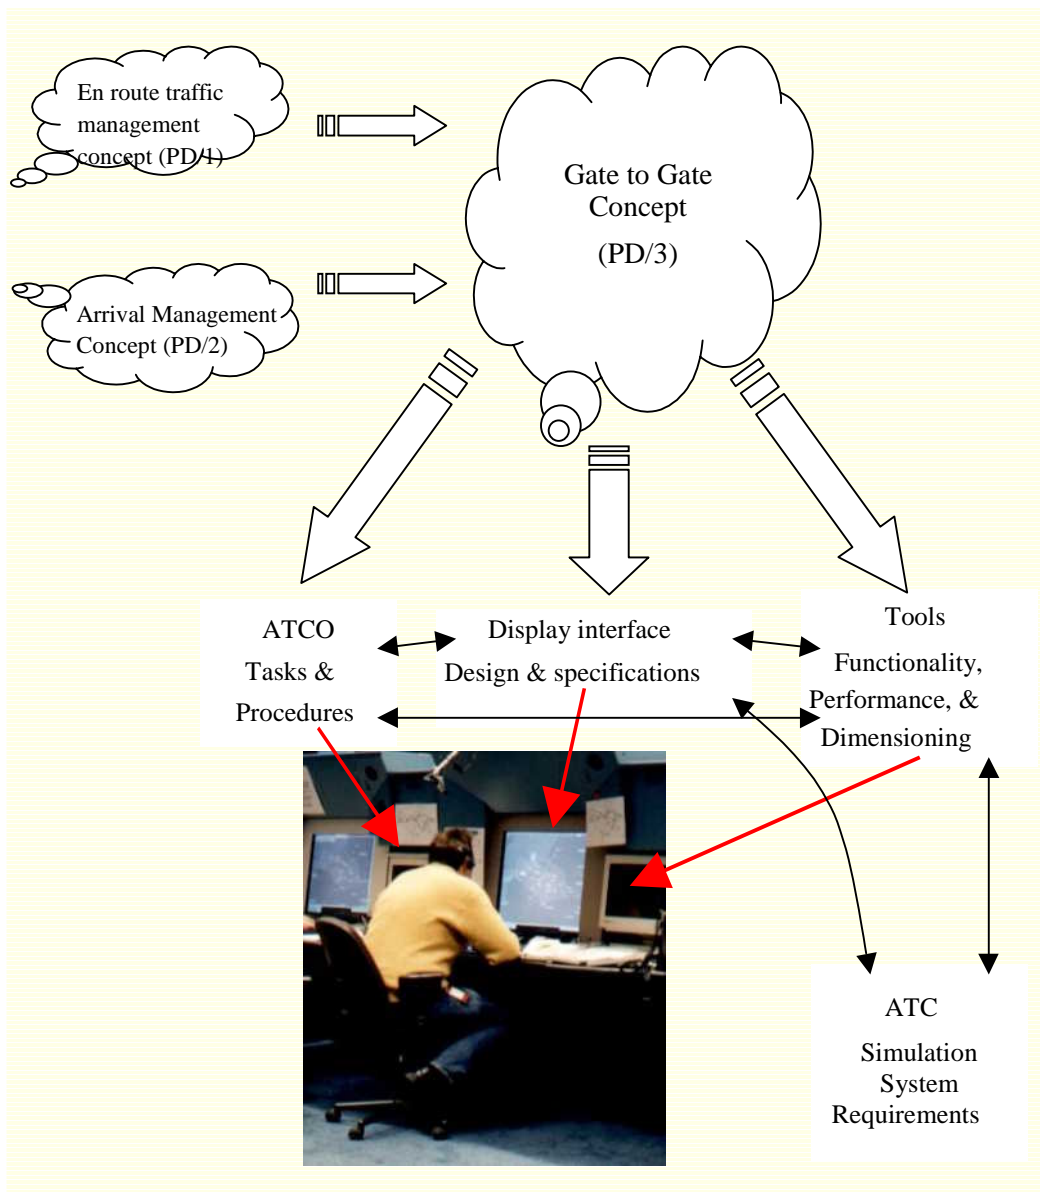 En route traffic
management
concept (PD/1)
Gate to Gate
Concept
(PD/3)
Arrival Management
Concept (PD/2)
ATCO
Tasks &
Procedures
Display interface
Design & specifications
Tools
Functionality,
Performance, &
Dimensioning
ATC
Simulation
System
Requirements